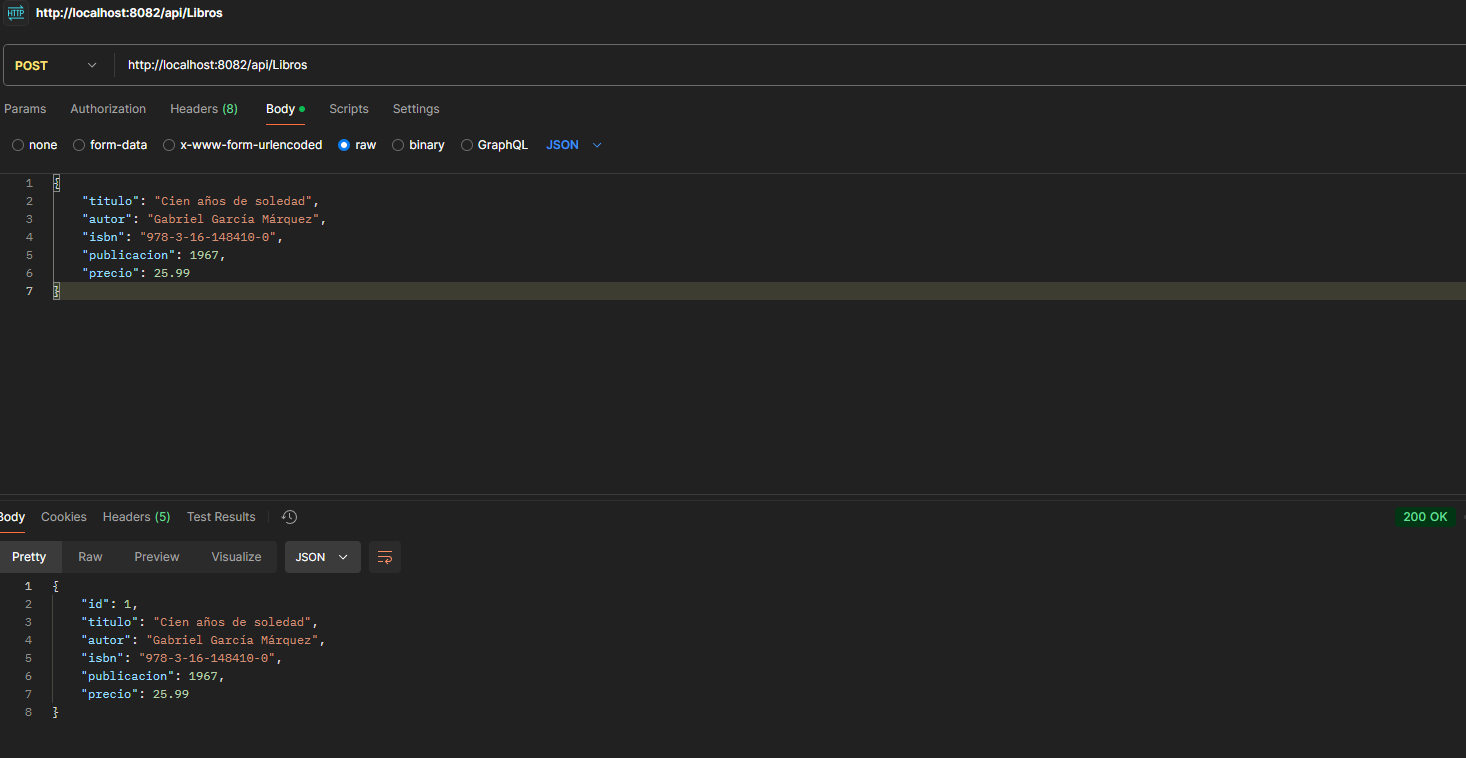 HTTP http://localhost:8082/api/Libros
POST http://localhost:8082/api/Libros
Params Authorization Headers (8) Body Scripts Settings
none form-data x-www-form-urlencoded raw binary GraphQL JSON
1 {
2 "titulo": "Cien años de soledad",
3 "autor": "Gabriel García Márquez",
4 "isbn": "978-3-16-148410-0",
5 "publicacion": 1967,
6 "precio": 25.99
7 }
Body Cookies Headers (5) Test Results 200 OK
Pretty Raw Preview Visualize JSON
1 {
2 "id": 1,
3 "titulo": "Cien años de soledad",
4 "autor": "Gabriel García Márquez",
5 "isbn": "978-3-16-148410-0",
6 "publicacion": 1967,
7 "precio": 25.99
8 }